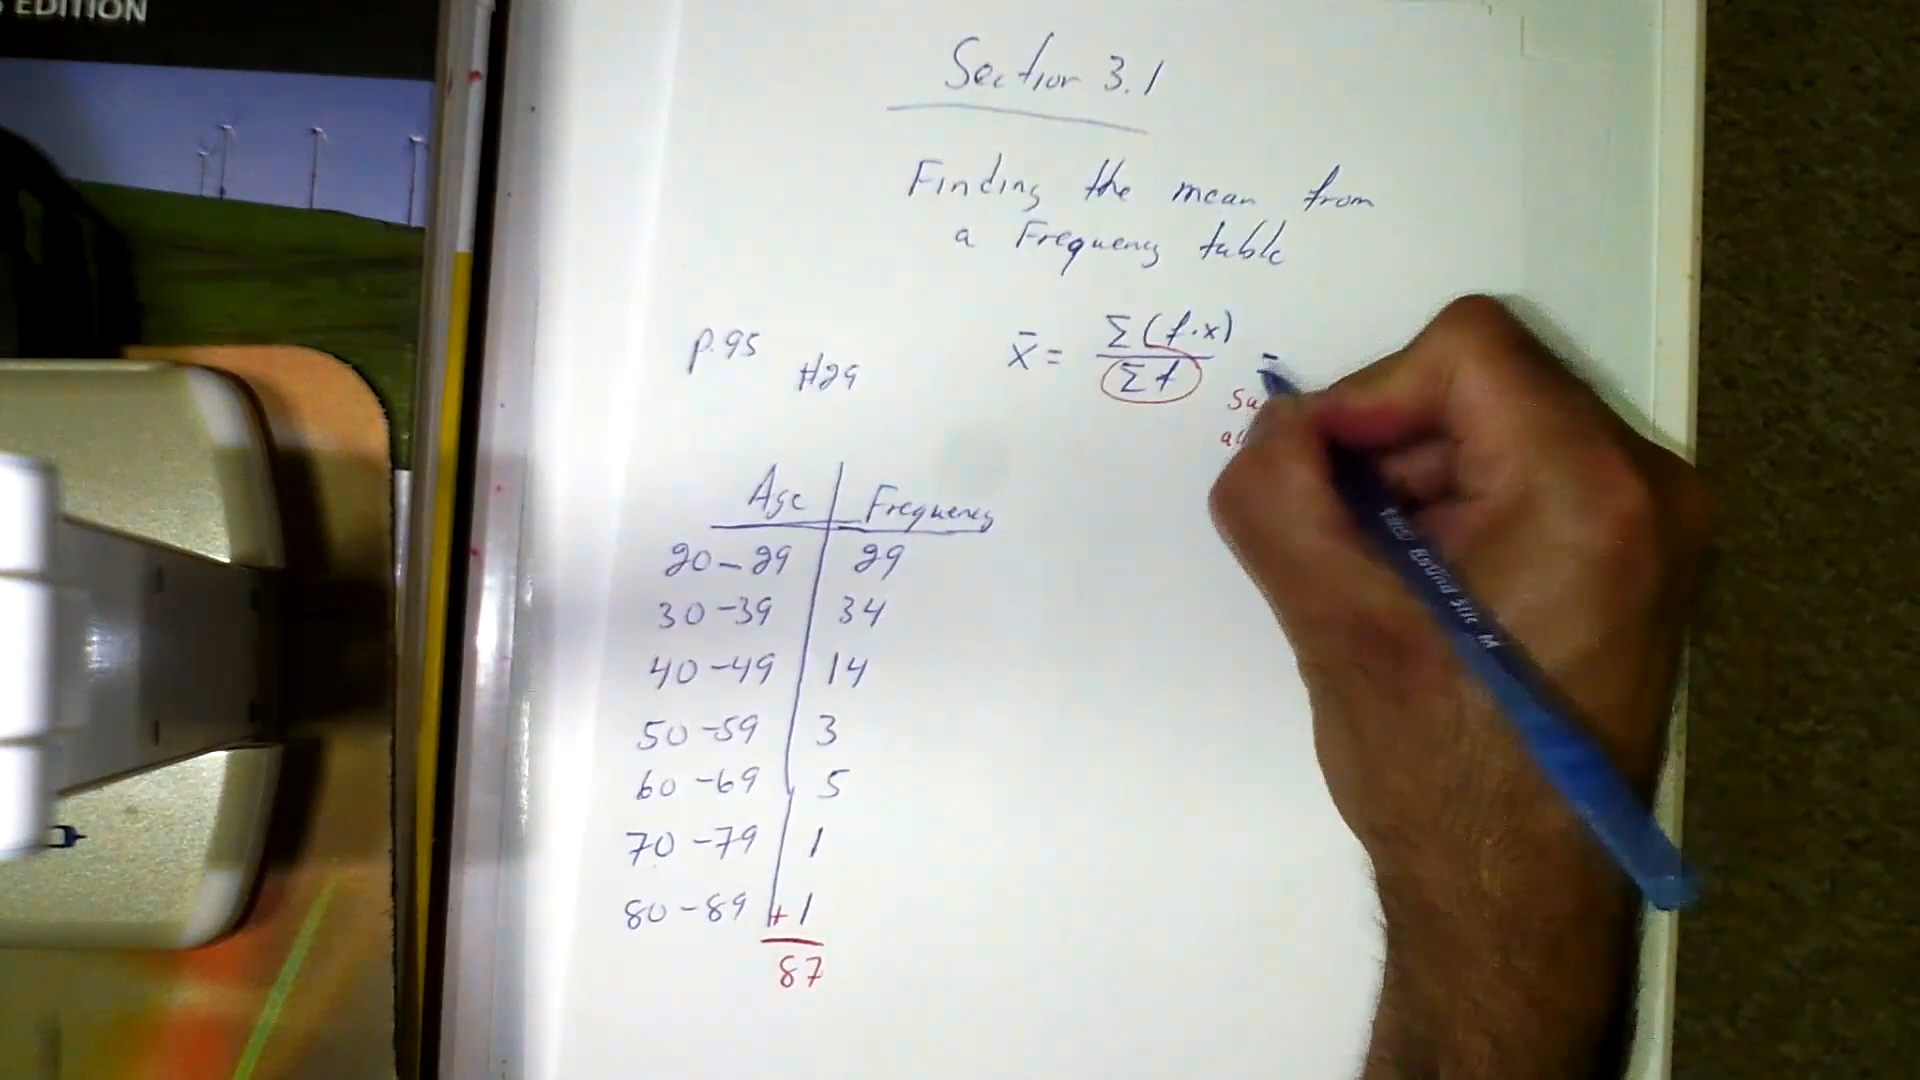 EDITION
Section 3.1
Finding the mean from
a Frequency table
p.95
#29
x̄ = Σ(f·x)
Σf
=
Age Frequency
20-29 29
30-39 34
40-49 14
50-59 3
60-69 5
70-79 1
80-89 +1
87